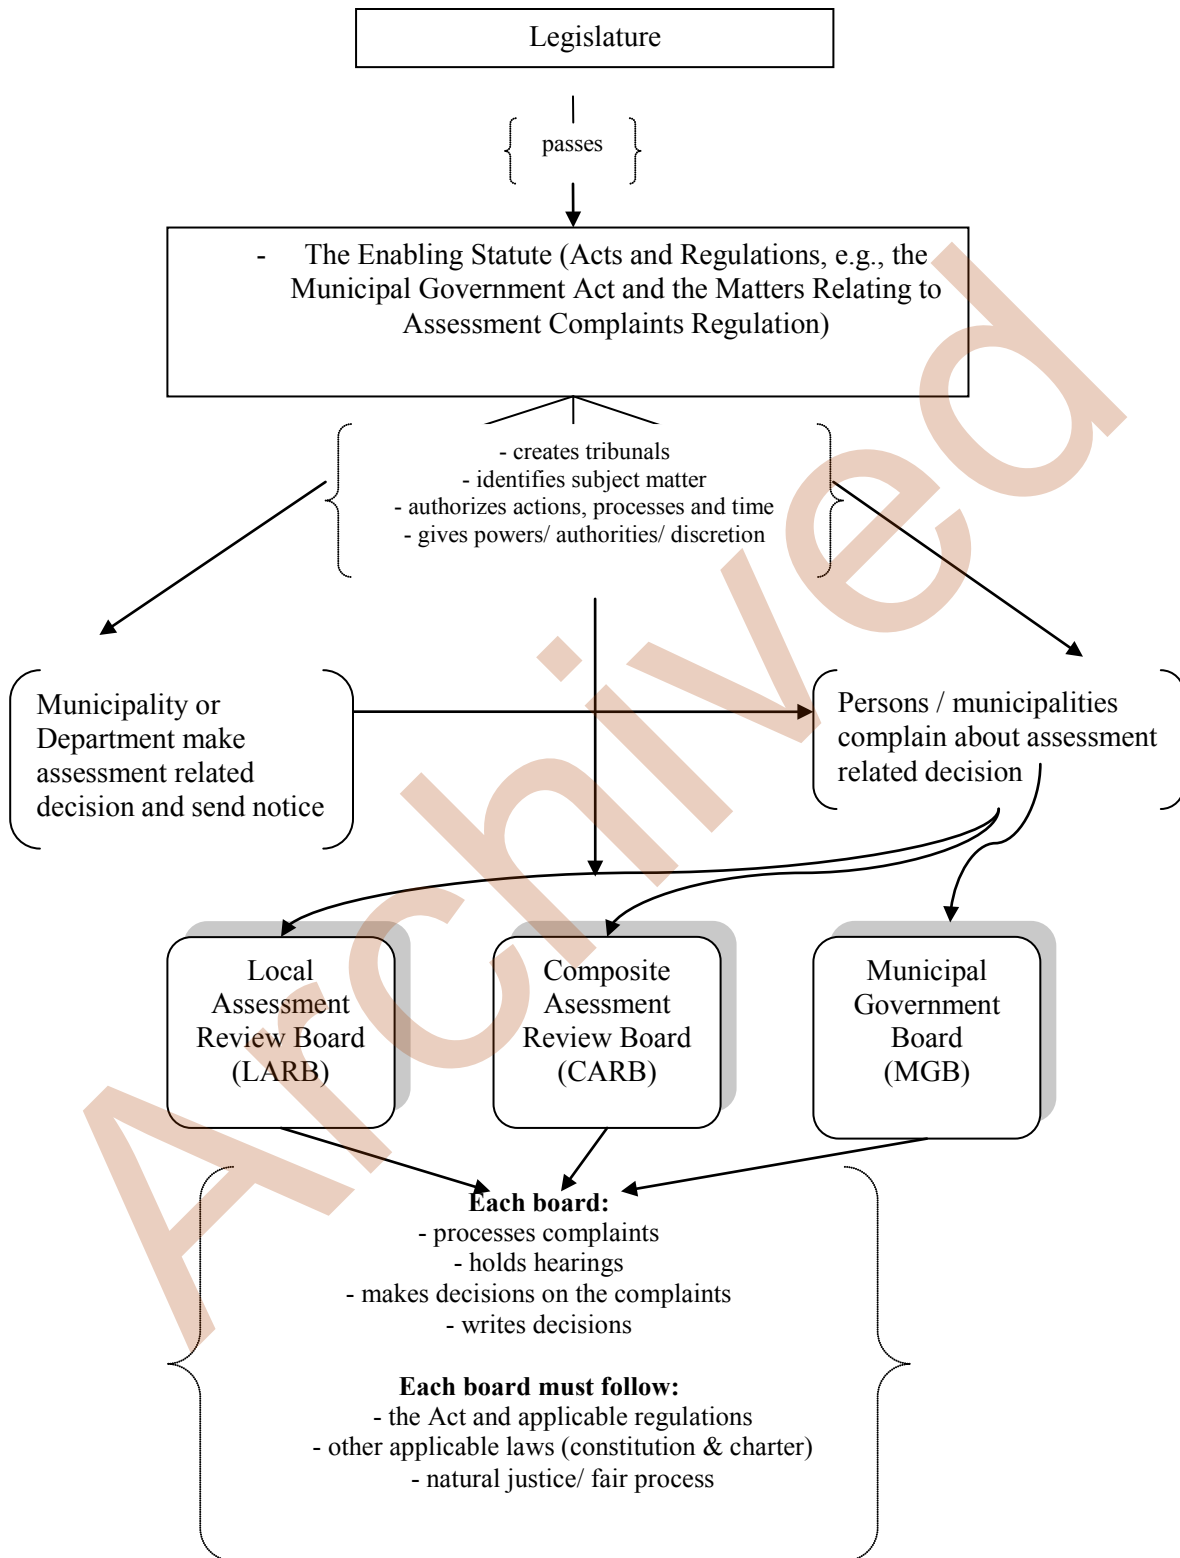 Legislature
passes
- The Enabling Statute (Acts and Regulations, e.g., the
Municipal Government Act and the Matters Relating to
Assessment Complaints Regulation)
- creates tribunals
- identifies subject matter
- authorizes actions, processes and time
- gives powers/ authorities/ discretion
Municipality or
Department make
assessment related
decision and send notice
Persons / municipalities
complain about assessment
related decision
Local
Assessment
Review Board
(LARB)
Composite
Asessment
Review Board
(CARB)
Municipal
Government
Board
(MGB)
Each board:
- processes complaints
- holds hearings
- makes decisions on the complaints
- writes decisions
Each board must follow:
- the Act and applicable regulations
- other applicable laws (constitution & charter)
- natural justice/ fair process
Archived